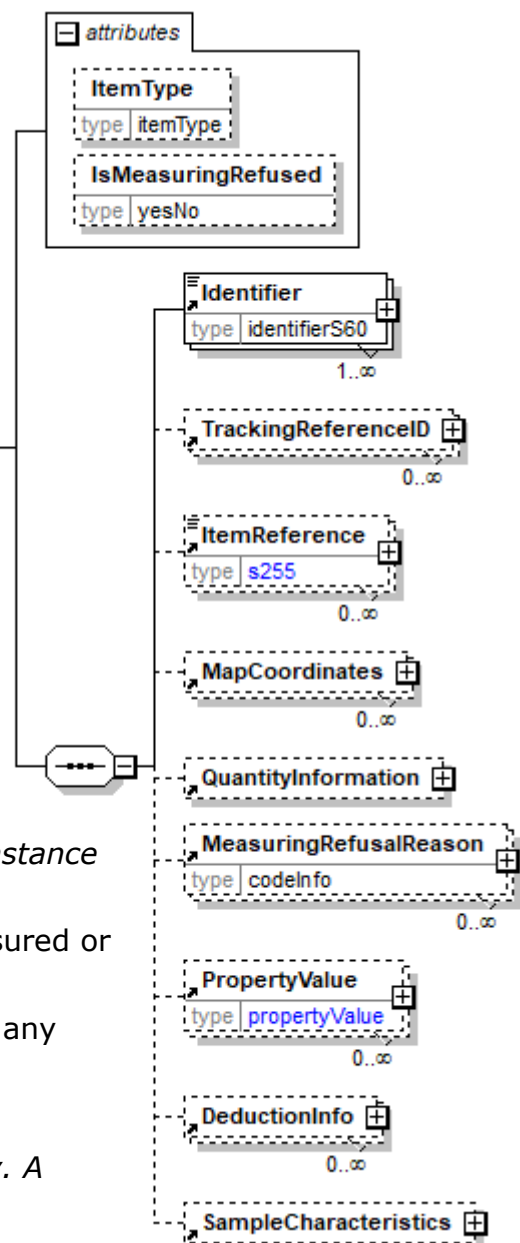 attributes
ItemType
type itemType
IsMeasuringRefused
type yesNo
Identifier
type identifierS60
1..∞
TrackingReferenceID
0..∞
ItemReference
type s255
0..∞
MapCoordinates
0..∞
QuantityInformation
MeasuringRefusalReason
type codeInfo
0..∞
PropertyValue
type propertyValue
0..∞
DeductionInfo
0..∞
SampleCharacteristics
stance
sured or
any
. A